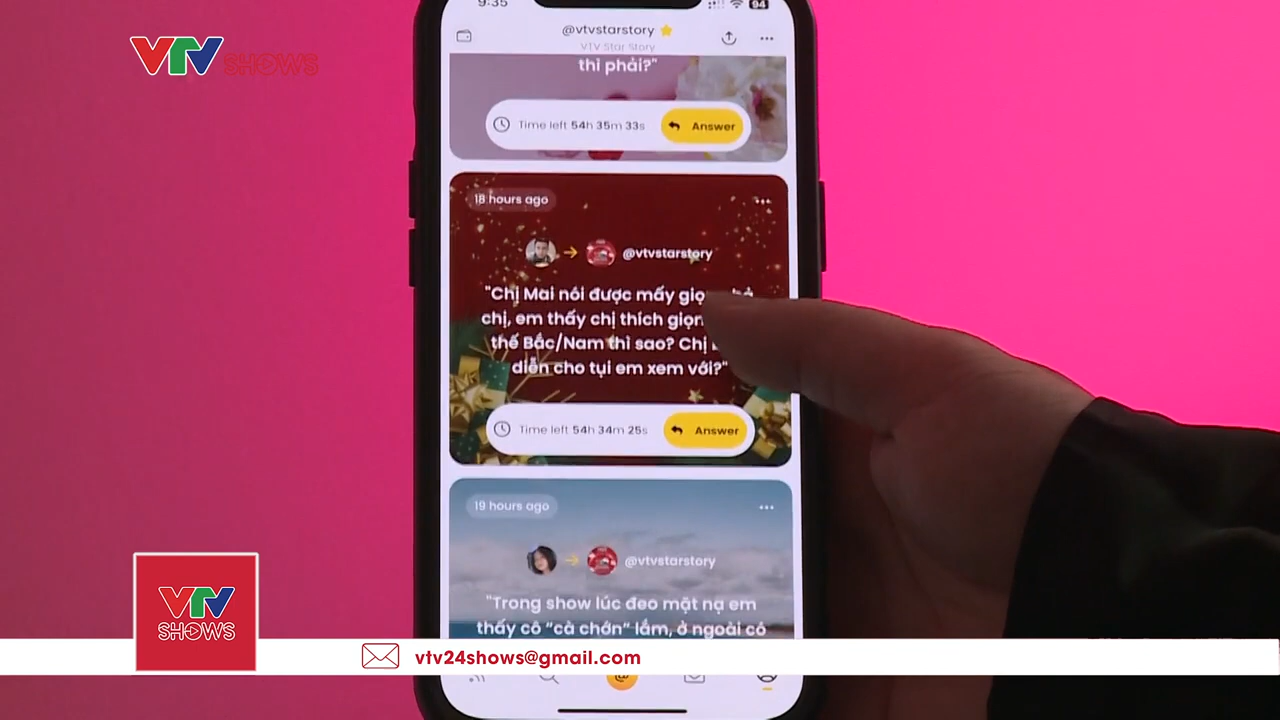 9:35
94
VTV SHOWS
@vtvstarstory
VTV Star Story
thì phải?"
Time left 54h 35m 33s
Answer
18 hours ago
@vtvstarstory
"Chị Mai nói được mấy
chị, em thấy chị thích
thế Bắc/Nam thì sao? Chị
diễn cho tụi em xem với?"
Time left 54h 34m 25s
Answer
19 hours ago
@vtvstarstory
"Trong show lúc đeo mặt nạ em
thấy cô "cà chớn" lắm, ở ngoài có
VTV
SHOWS
vtv24shows@gmail.com